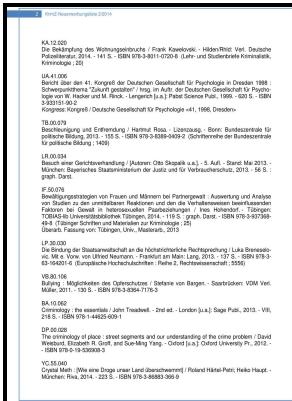 2 KrimZ Neuerwerbungsliste 2/2014
KA.12.020
Die Bekämpfung des Wohnungseinbruchs / Frank Kawelovski. - Hilden/Rhld: Verl. Deutsche
Polizeiliteratur, 2014. - 141 S. - ISBN 978-3-8011-0720-8 (Lehr- und Studienbriefe Kriminalistik,
Kriminologie ; 20)
UA.41.006
Bericht über den 41. Kongreß der Deutschen Gesellschaft für Psychologie in Dresden 1998 :
Schwerpunktthema "Zukunft gestalten" / hrsg. im Auftr. der Deutschen Gesellschaft für Psycho-
logie von W. Hacker und M. Rinck. - Lengerich [u.a.]: Pabst Science Publ., 1999. - 620 S. - ISBN
3-933151-90-2
Kongress: Kongreß / Deutsche Gesellschaft für Psychologie <41, 1998, Dresden>
TB.00.079
Beschleunigung und Entfremdung / Hartmut Rosa. - Lizenzausg. - Bonn: Bundeszentrale für
politische Bildung, 2013. - 155 S. - ISBN 978-3-8389-0409-2 (Schriftenreihe der Bundeszentrale
für politische Bildung ; 1409)
LR.00.034
Besuch einer Gerichtsverhandlung / [Autoren: Otto Skopalik u.a.]. - 5. Aufl. - Stand: Mai 2013. -
München: Bayerisches Staatsministerium der Justiz und für Verbraucherschutz, 2013. - 56 S. :
graph. Darst.
IF.50.076
Bewältigungsstrategien von Frauen und Männern bei Partnergewalt : Auswertung und Analyse
von Studien zu den unmittelbaren Reaktionen und den die Verhaltensweisen beeinflussenden
Faktoren bei Gewalt in heterosexuellen Paarbeziehungen / Ines Hohendorf. - Tübingen:
TOBIAS-lib Universitätsbibliothek Tübingen, 2014. - 119 S. : graph. Darst. - ISBN 978-3-937368-
49-8 (Tübinger Schriften und Materialien zur Kriminologie ; 25)
Überarb. Fassung von: Tübingen, Univ., Masterarb., 2013
LP.30.030
Die Bindung der Staatsanwaltschaft an die höchstrichterliche Rechtsprechung / Luka Breneselo-
vic. Mit e. Vorw. von Ulfried Neumann. - Frankfurt am Main: Lang, 2013. - 137 S. - ISBN 978-3-
63-164201-6 (Europäische Hochschulschriften : Reihe 2, Rechtswissenschaft ; 5556)
VB.80.106
Bullying : Möglichkeiten des Opferschutzes / Stefanie von Bargen. - Saarbrücken: VDM Verl.
Müller, 2011. - 130 S. - ISBN 978-3-8364-7176-3
BA.10.062
Criminology : the essentials / John Treadwell. - 2nd ed. - London [u.a.]: Sage Publ., 2013. - VIII,
218 S. - ISBN 978-1-44625-609-1
DP.00.028
The criminology of place : street segments and our understanding of the crime problem / David
Weisburd, Elizabeth R. Groff, and Sue-Ming Yang. - Oxford [u.a.]: Oxford University Pr., 2012. -
- ISBN 978-0-19-536908-3
YC.55.040
Crystal Meth : [Wie eine Droge unser Land überschwemmt] / Roland Härtel-Petri; Heiko Haupt. -
München: Riva, 2014. - 223 S. - ISBN 978-3-86883-366-9